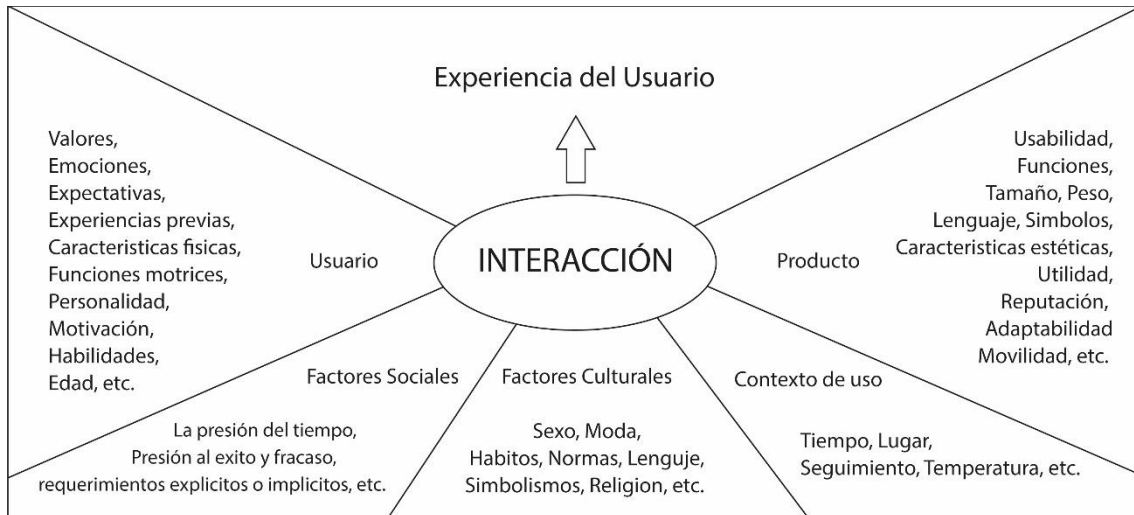 Experiencia del Usuario
Valores,
Emociones,
Expectativas,
Experiencias previas,
Caracteristicas fisicas,
Funciones motrices,
Personalidad,
Motivación,
Habilidades,
Edad, etc.
Usuario
INTERACCIÓN
Producto
Usabilidad,
Funciones,
Tamaño, Peso,
Lenguaje, Simbolos,
Caracteristicas estéticas,
Utilidad,
Reputación,
Adaptabilidad
Movilidad, etc.
Factores Sociales
La presión del tiempo,
Presión al exito y fracaso,
requerimientos explicitos o implicitos, etc.
Factores Culturales
Sexo, Moda,
Habitos, Normas, Lenguje,
Simbolismos, Religion, etc.
Contexto de uso
Tiempo, Lugar,
Seguimiento, Temperatura, etc.